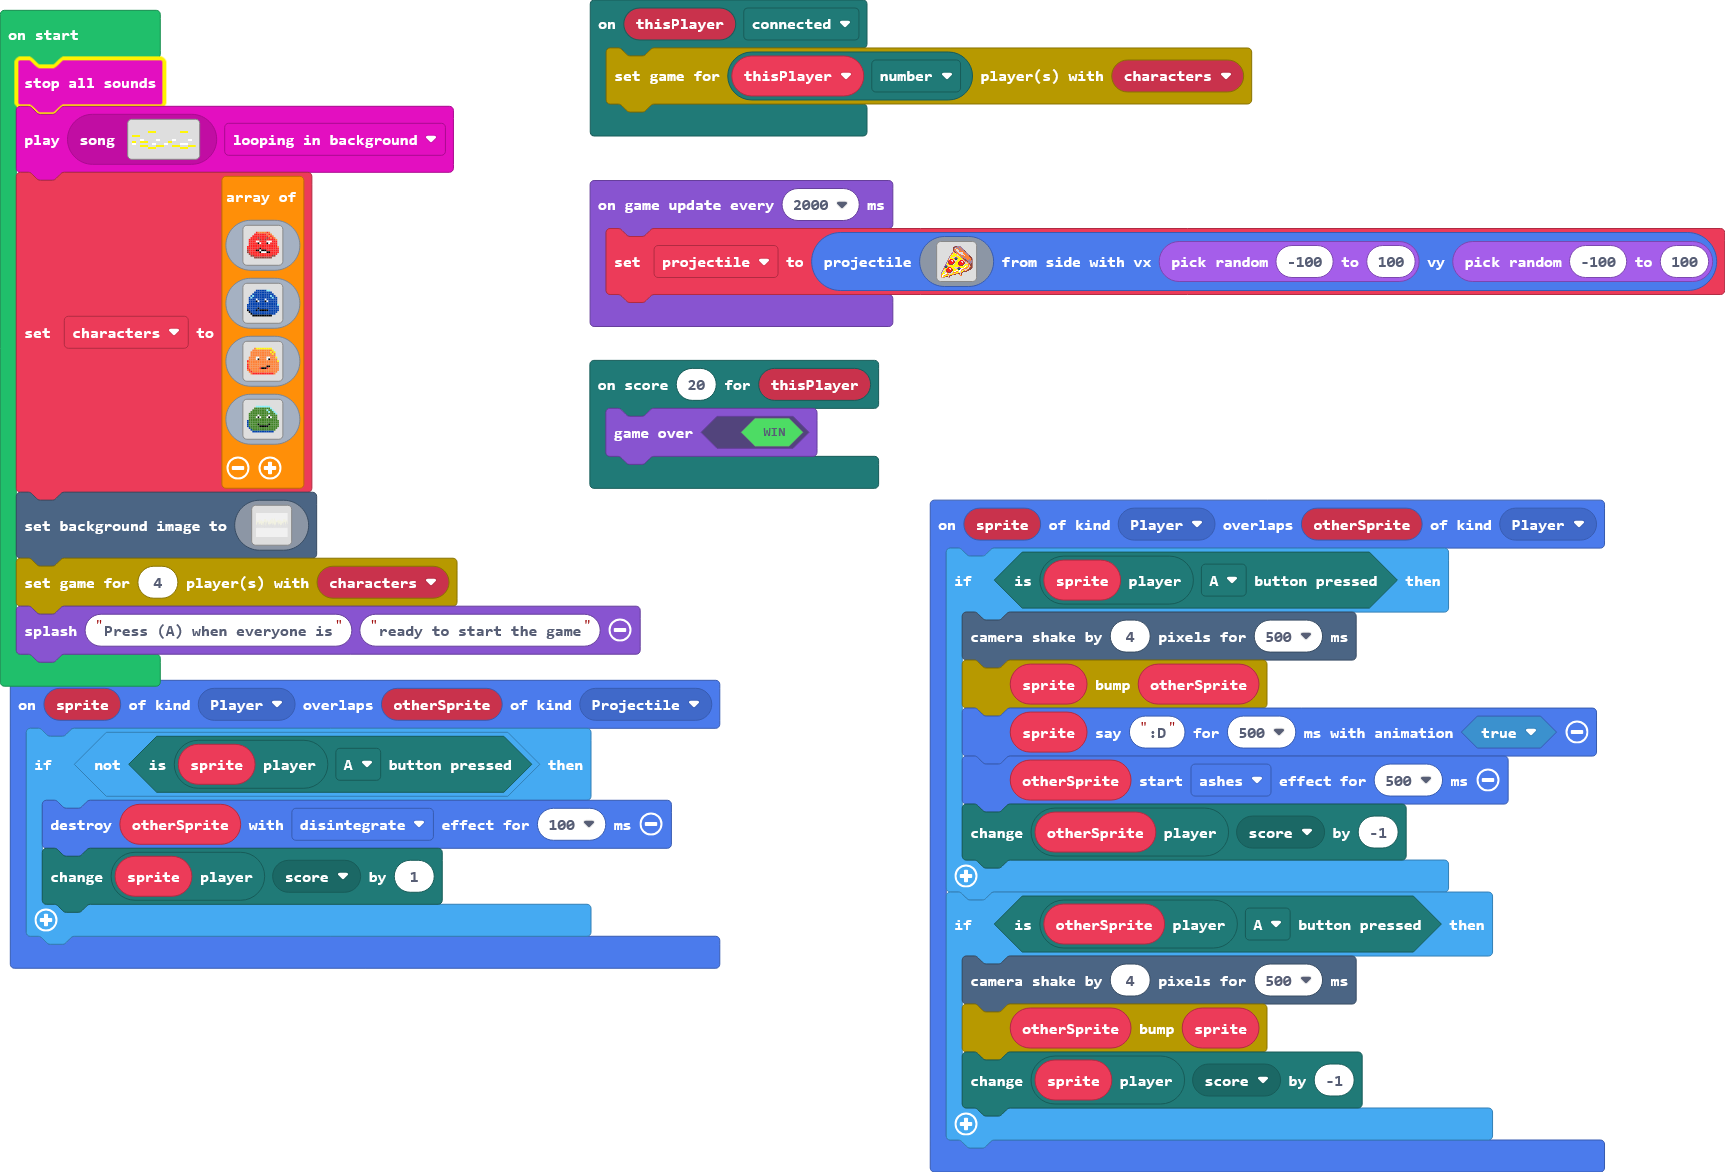 on start
stop all sounds
play song looping in background
set characters to array of
set background image to
set game for 4 player(s) with characters
splash "Press (A) when everyone is" "ready to start the game"
on sprite of kind Player overlaps otherSprite of kind Projectile
if not is sprite player A button pressed then
destroy otherSprite with disintegrate effect for 100 ms
change sprite player score by 1
on thisPlayer connected
set game for thisPlayer number player(s) with characters
on game update every 2000 ms
set projectile to projectile from side with vx pick random -100 to 100 vy pick random -100 to 100
on score 20 for thisPlayer
game over WIN
on sprite of kind Player overlaps otherSprite of kind Player
if is sprite player A button pressed then
camera shake by 4 pixels for 500 ms
sprite bump otherSprite
sprite say ":D" for 500 ms with animation true
otherSprite start ashes effect for 500 ms
change otherSprite player score by -1
if is otherSprite player A button pressed then
camera shake by 4 pixels for 500 ms
otherSprite bump sprite
change sprite player score by -1